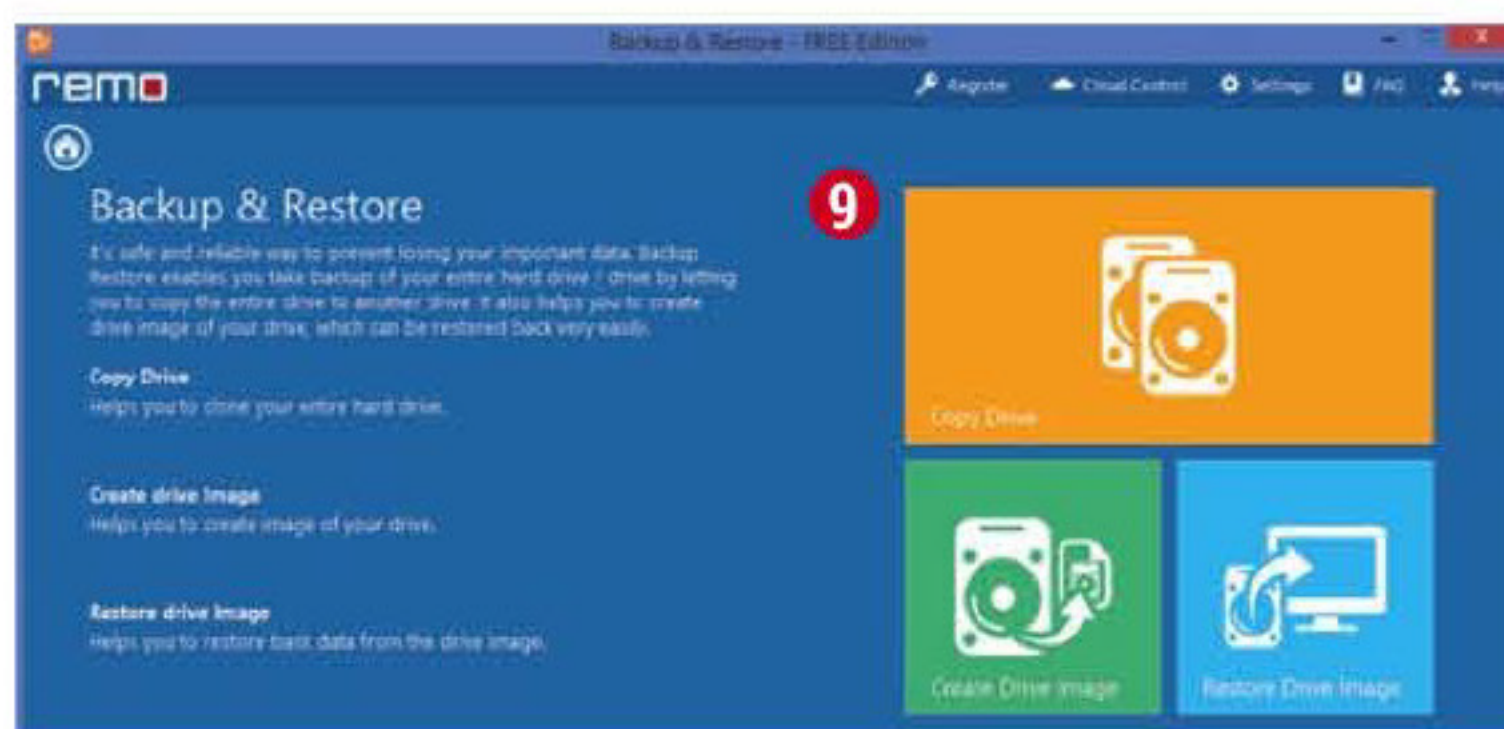 Backup & Restore - FREE Edition
remo
Register Cloud Control Settings FAQ Help
Backup & Restore
9
It's safe and reliable way to prevent losing your important data. Backup
Restore enables you take backup of your entire hard drive / drive by letting
you to copy the entire drive to another drive. It also helps you to create
drive image of your drive, which can be restored back very easily.
Copy Drive
Helps you to clone your entire hard drive.
Copy Drive
Create drive Image
Helps you to create image of your drive.
Restore drive Image
Helps you to restore back data from the drive image.
Create Drive Image
Restore Drive Image